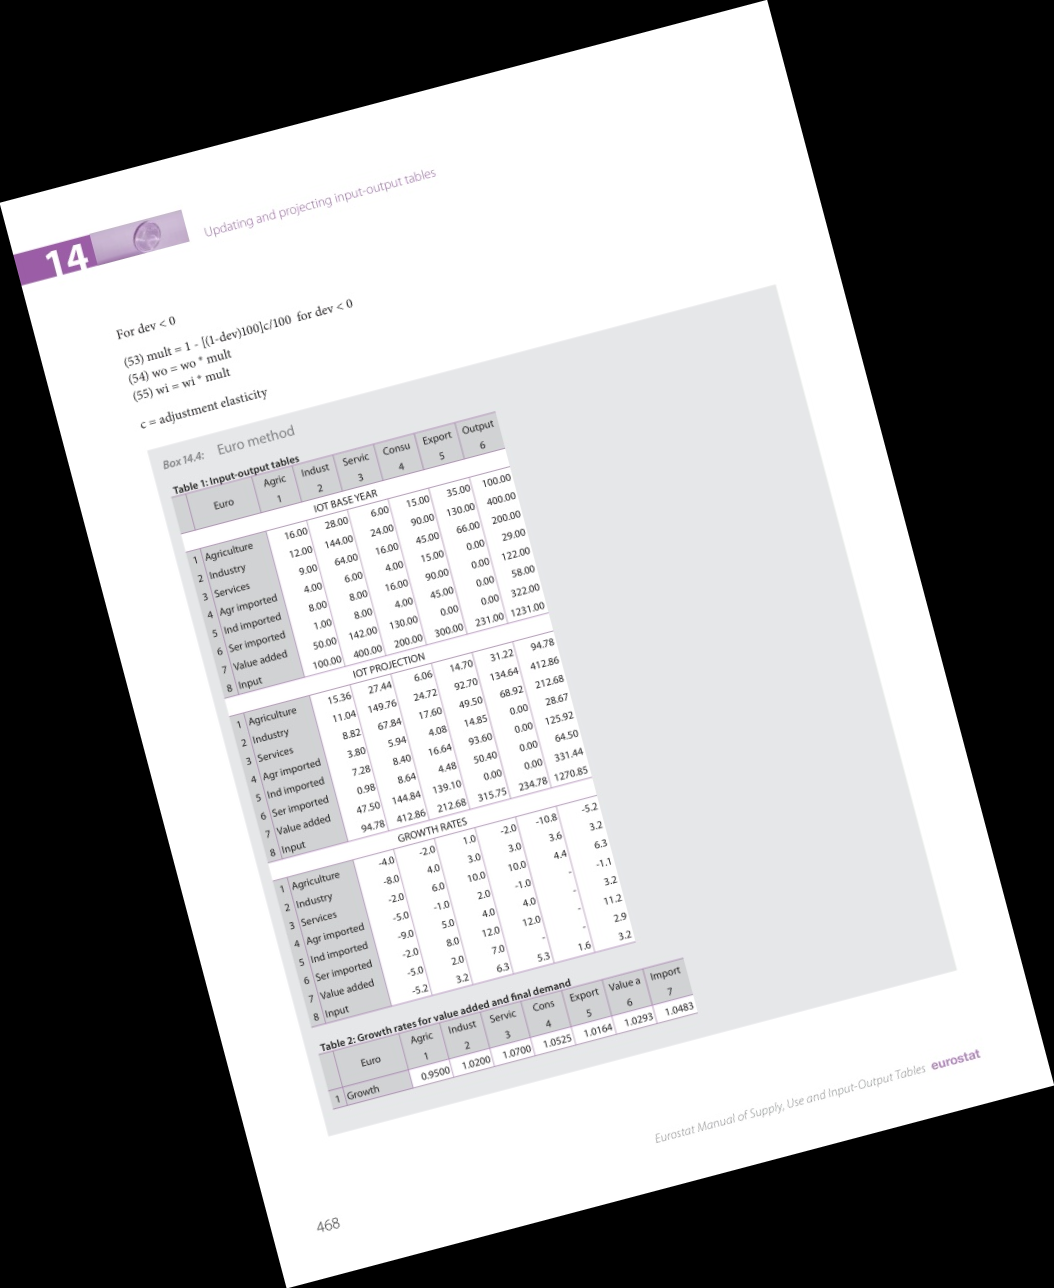 14
Updating and projecting input-output tables
For dev < 0
(53) mult = 1 - [(1-dev)100]c/100 for dev < 0
(54) wo = wo * mult
(55) wi = wi * mult
c = adjustment elasticity
Box 14.4: Euro method
Table 1: Input-output tables
Euro Agric Indust Servic Consu Export Output
1 2 3 4 5 6
IOT BASE YEAR
1 Agriculture 16.00 28.00 6.00 15.00 35.00 100.00
2 Industry 12.00 144.00 24.00 90.00 130.00 400.00
3 Services 9.00 64.00 16.00 45.00 66.00 200.00
4 Agr imported 4.00 6.00 4.00 15.00 0.00 29.00
5 Ind imported 8.00 8.00 16.00 90.00 0.00 122.00
6 Ser imported 1.00 8.00 4.00 45.00 0.00 58.00
7 Value added 50.00 142.00 130.00 0.00 0.00 322.00
8 Input 100.00 400.00 200.00 300.00 231.00 1231.00
IOT PROJECTION
1 Agriculture 15.36 27.44 6.06 14.70 31.22 94.78
2 Industry 11.04 149.76 24.72 92.70 134.64 412.86
3 Services 8.82 67.84 17.60 49.50 68.92 212.68
4 Agr imported 3.80 5.94 4.08 14.85 0.00 28.67
5 Ind imported 7.28 8.40 16.64 93.60 0.00 125.92
6 Ser imported 0.98 8.64 4.48 50.40 0.00 64.50
7 Value added 47.50 144.84 139.10 0.00 0.00 331.44
8 Input 94.78 412.86 212.68 315.75 234.78 1270.85
GROWTH RATES
1 Agriculture -4.0 -2.0 1.0 -2.0 -10.8 -5.2
2 Industry -8.0 4.0 3.0 3.0 3.6 3.2
3 Services -2.0 6.0 10.0 10.0 4.4 6.3
4 Agr imported -5.0 -1.0 2.0 -1.0 - -1.1
5 Ind imported -9.0 5.0 4.0 4.0 - 3.2
6 Ser imported -2.0 8.0 12.0 12.0 - 11.2
7 Value added -5.0 2.0 7.0 - - 2.9
8 Input -5.2 3.2 6.3 5.3 1.6 3.2
Table 2: Growth rates for value added and final demand
Euro Agric Indust Servic Cons Export Value a Import
1 2 3 4 5 6 7
1 Growth 0.9500 1.0200 1.0700 1.0525 1.0164 1.0293 1.0483
Eurostat Manual of Supply, Use and Input-Output Tables eurostat
468